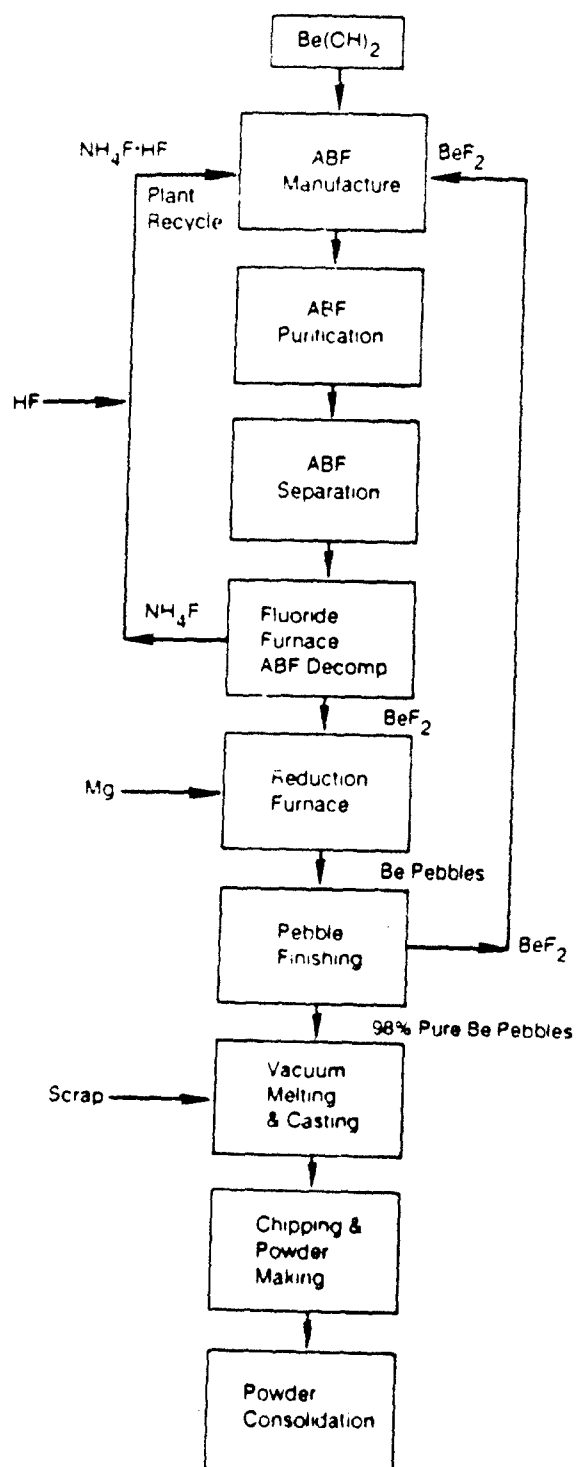 Be(CH)2
NH4F·HF
ABF
Manufacture
BeF2
Plant
Recycle
ABF
Purification
HF
ABF
Separation
NH4F
Fluoride
Furnace
ABF Decomp
BeF2
Mg
Reduction
Furnace
Be Pebbles
Pebble
Finishing
BeF2
98% Pure Be Pebbles
Scrap
Vacuum
Melting
& Casting
Chipping &
Powder
Making
Powder
Consolidation